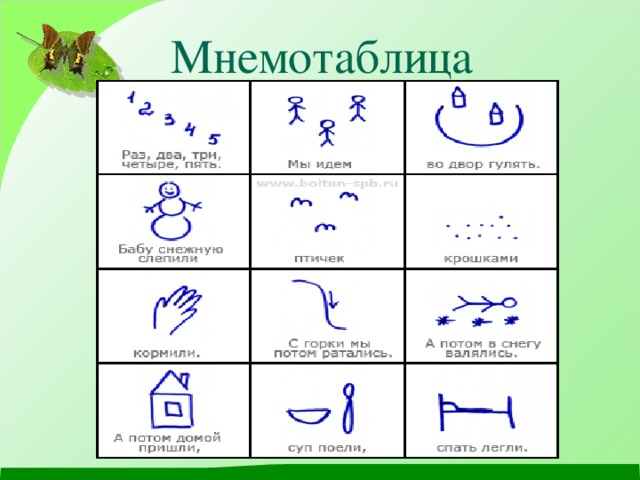 Мнемотаблица
1 2 3 4 5
Раз, два, три,
четыре, пять.
Мы идем
во двор гулять.
www.boltun-spb.ru
Бабу снежную
слепили
птичек
крошками
кормили.
С горки мы
потом ратались.
А потом в снегу
валялись.
А потом домой
пришли,
суп поели,
спать легли.